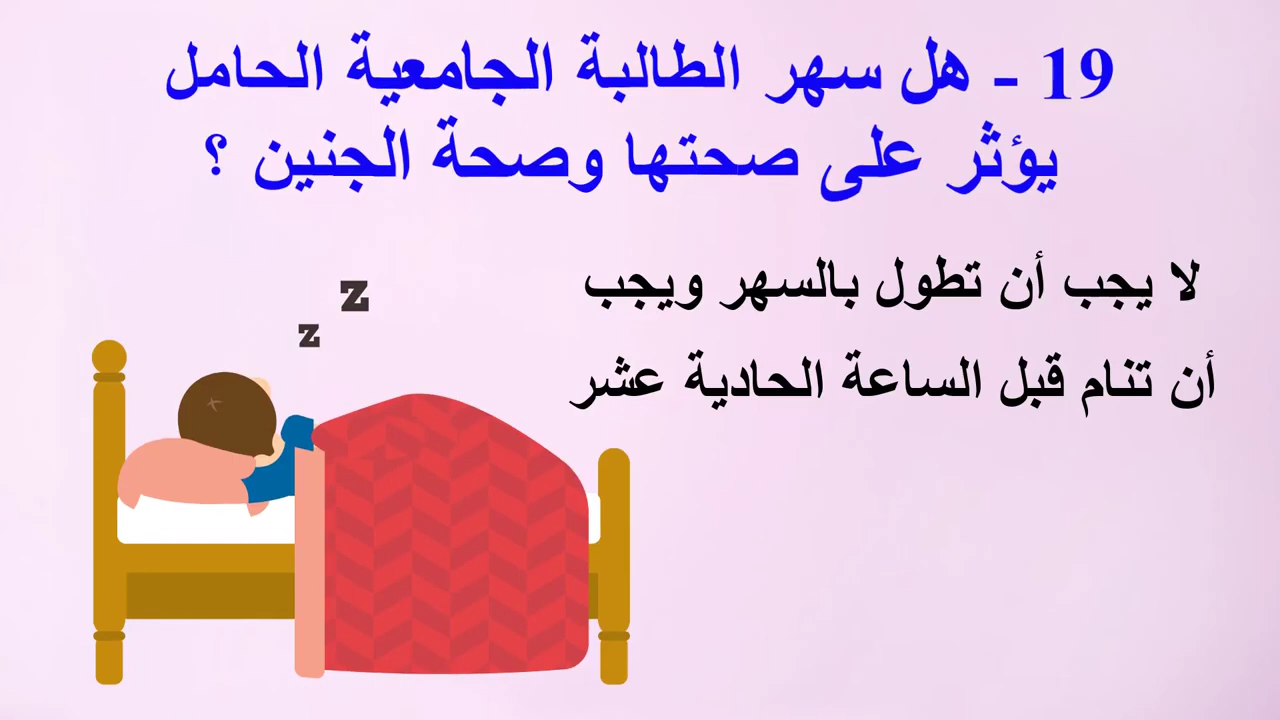 19 - هل سهر الطالبة الجامعية الحامل
يؤثر على صحتها وصحة الجنين ؟
لا يجب أن تطول بالسهر ويجب
أن تنام قبل الساعة الحادية عشر
z
z